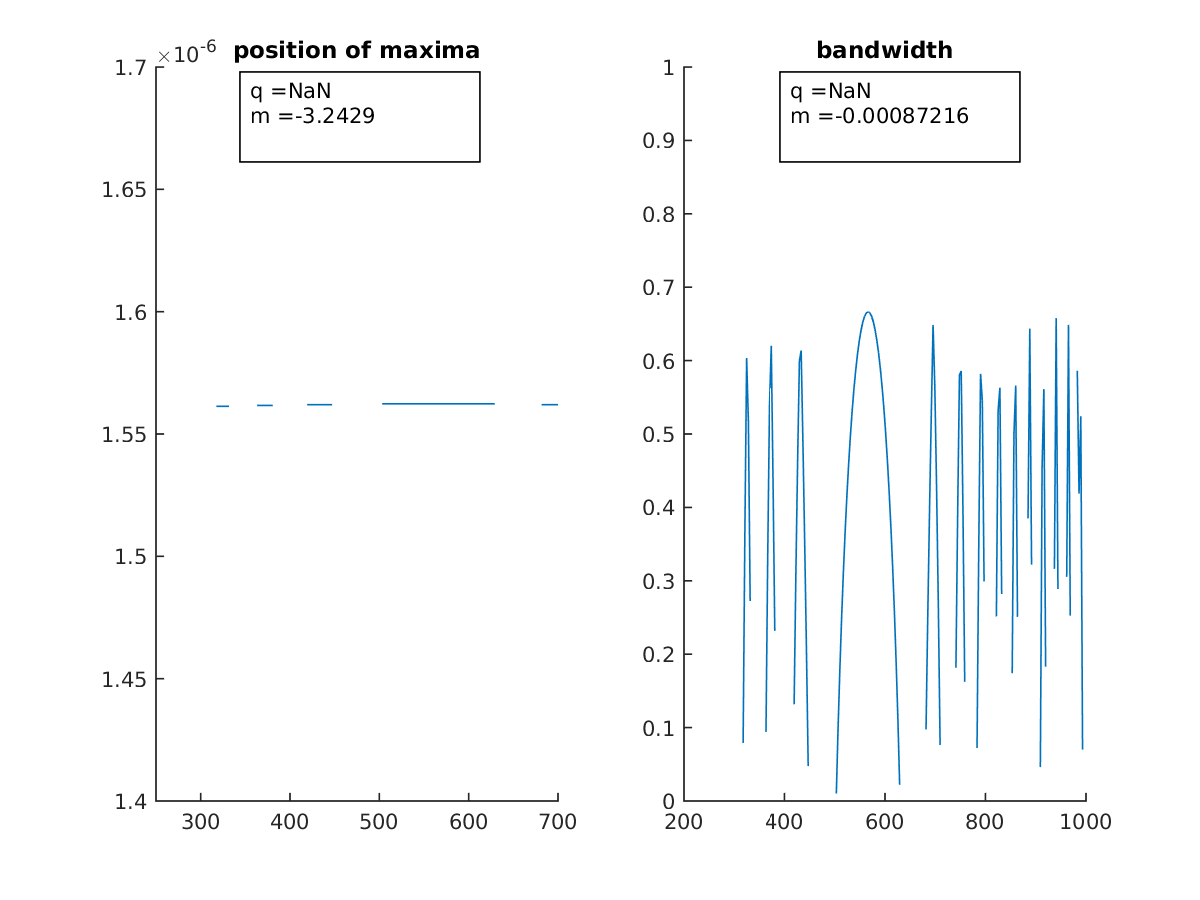 ×10-6 position of maxima
q =NaN
m =-3.2429
1.7
1.65
1.6
1.55
1.5
1.45
1.4
300 400 500 600 700
bandwidth
q =NaN
m =-0.00087216
1
0.9
0.8
0.7
0.6
0.5
0.4
0.3
0.2
0.1
0
200 400 600 800 1000